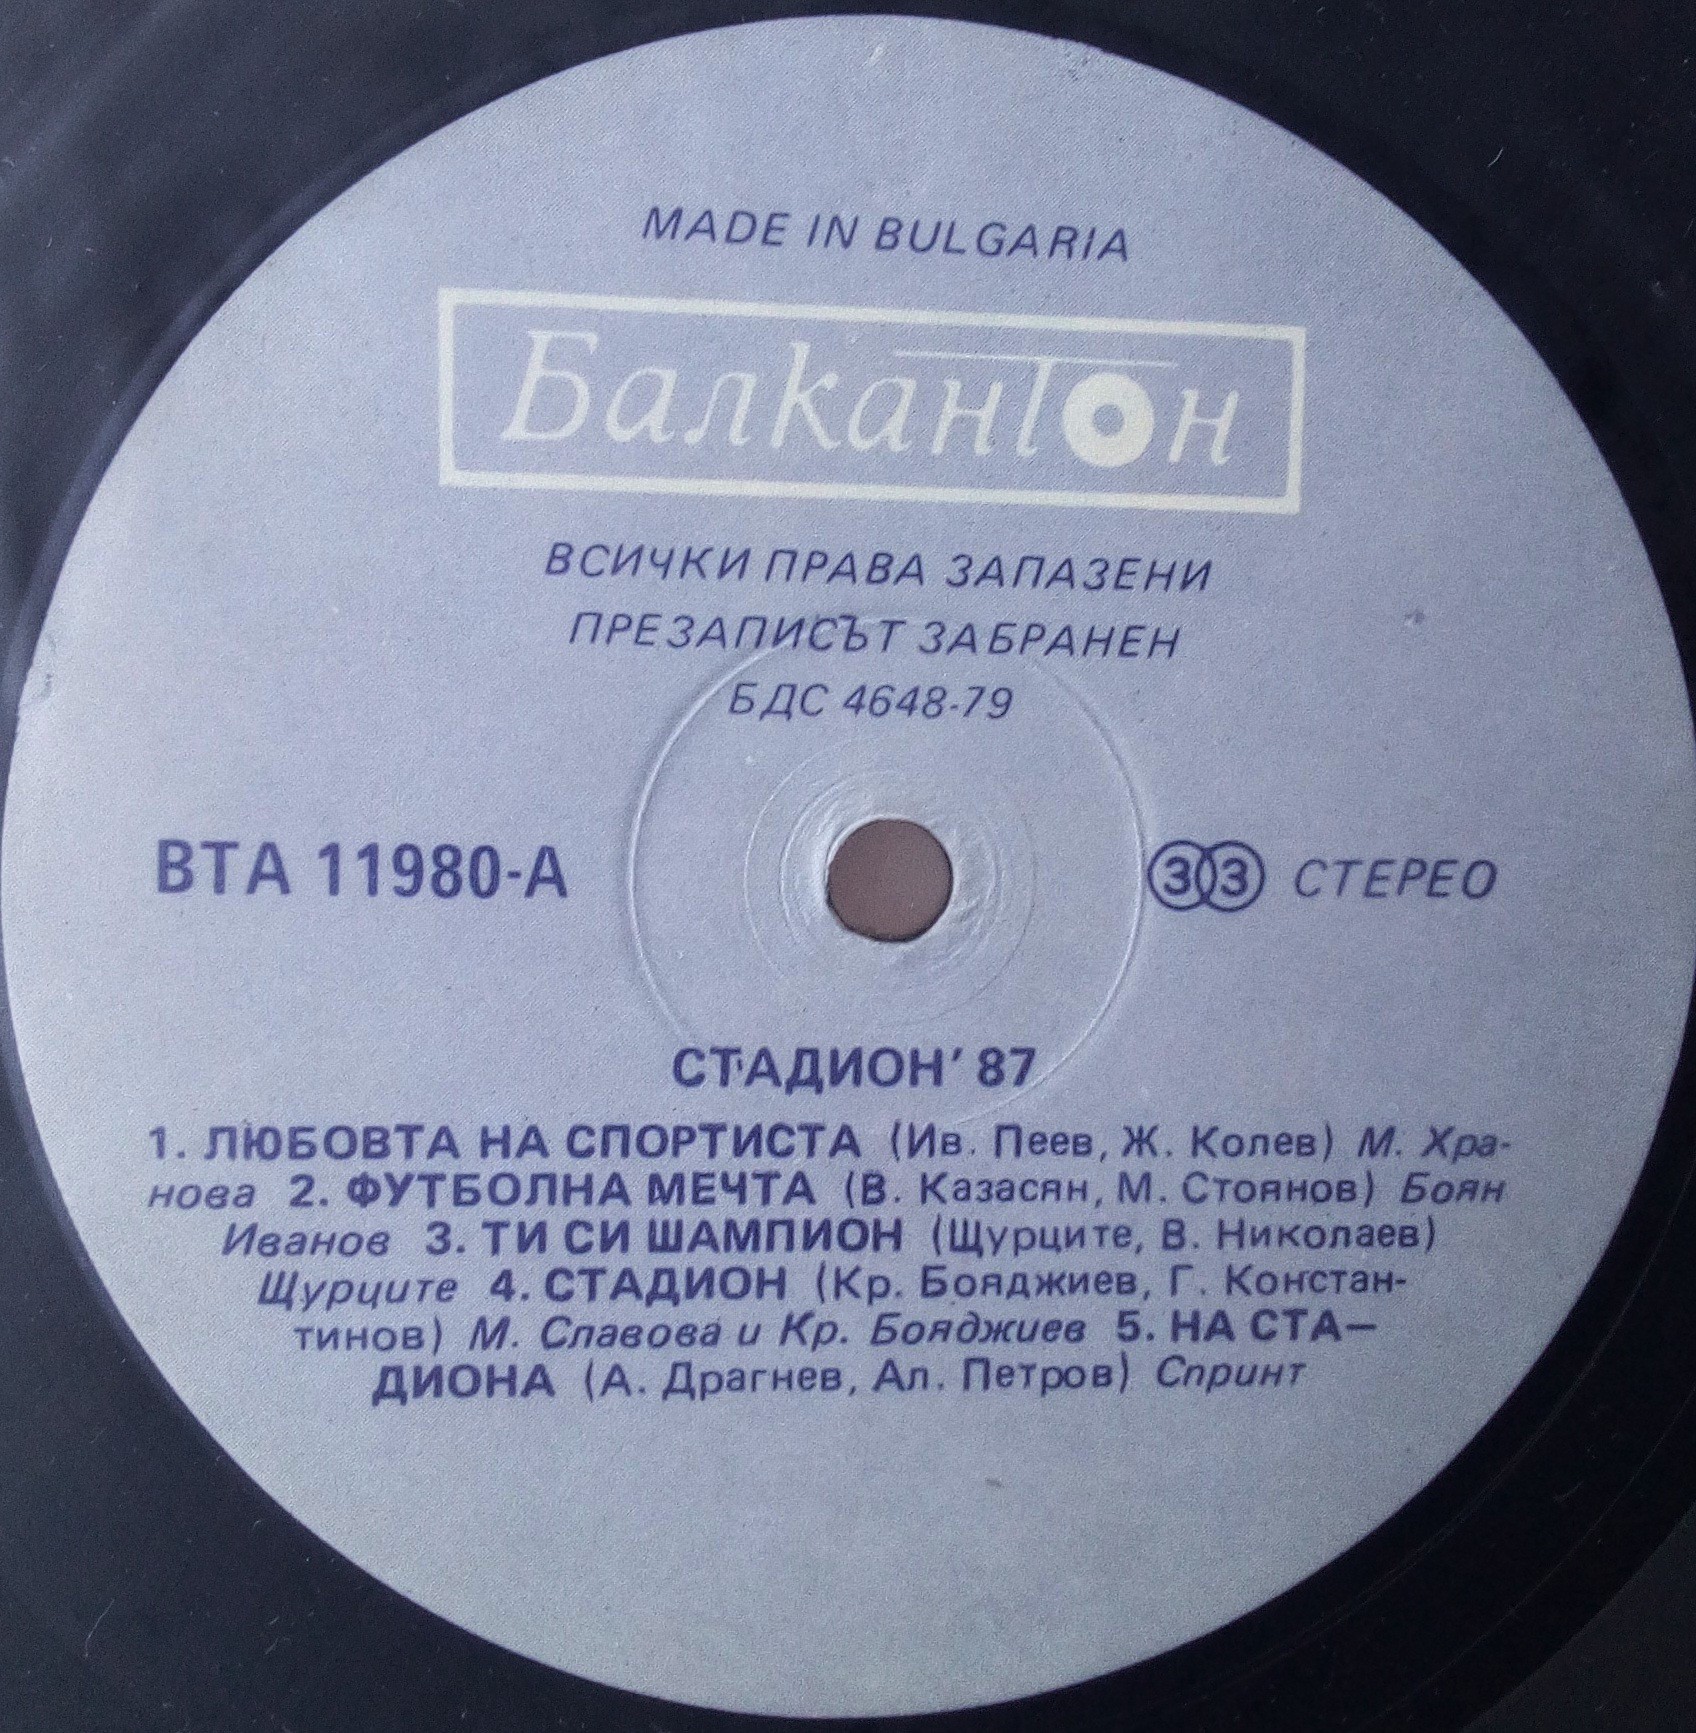 MADE IN BULGARIA
Балкантон
ВСИЧКИ ПРАВА ЗАПАЗЕНИ
ПРЕЗАПИСЪТ ЗАБРАНЕН
БДС 4648-79
ВТА 11980-А 33 СТЕРЕО
СТАДИОН' 87
1. ЛЮБОВТА НА СПОРТИСТА (Ив. Пеев, Ж. Колев) М. Хра-
нова 2. ФУТБОЛНА МЕЧТА (В. Казасян, М. Стоянов) Боян
Иванов 3. ТИ СИ ШАМПИОН (Щурците, В. Николаев)
Щурците 4. СТАДИОН (Кр. Бояджиев, Г. Констан-
тинов) М. Славова и Кр. Бояджиев 5. НА СТА-
ДИОНА (А. Драгнев, Ал. Петров) Спринт